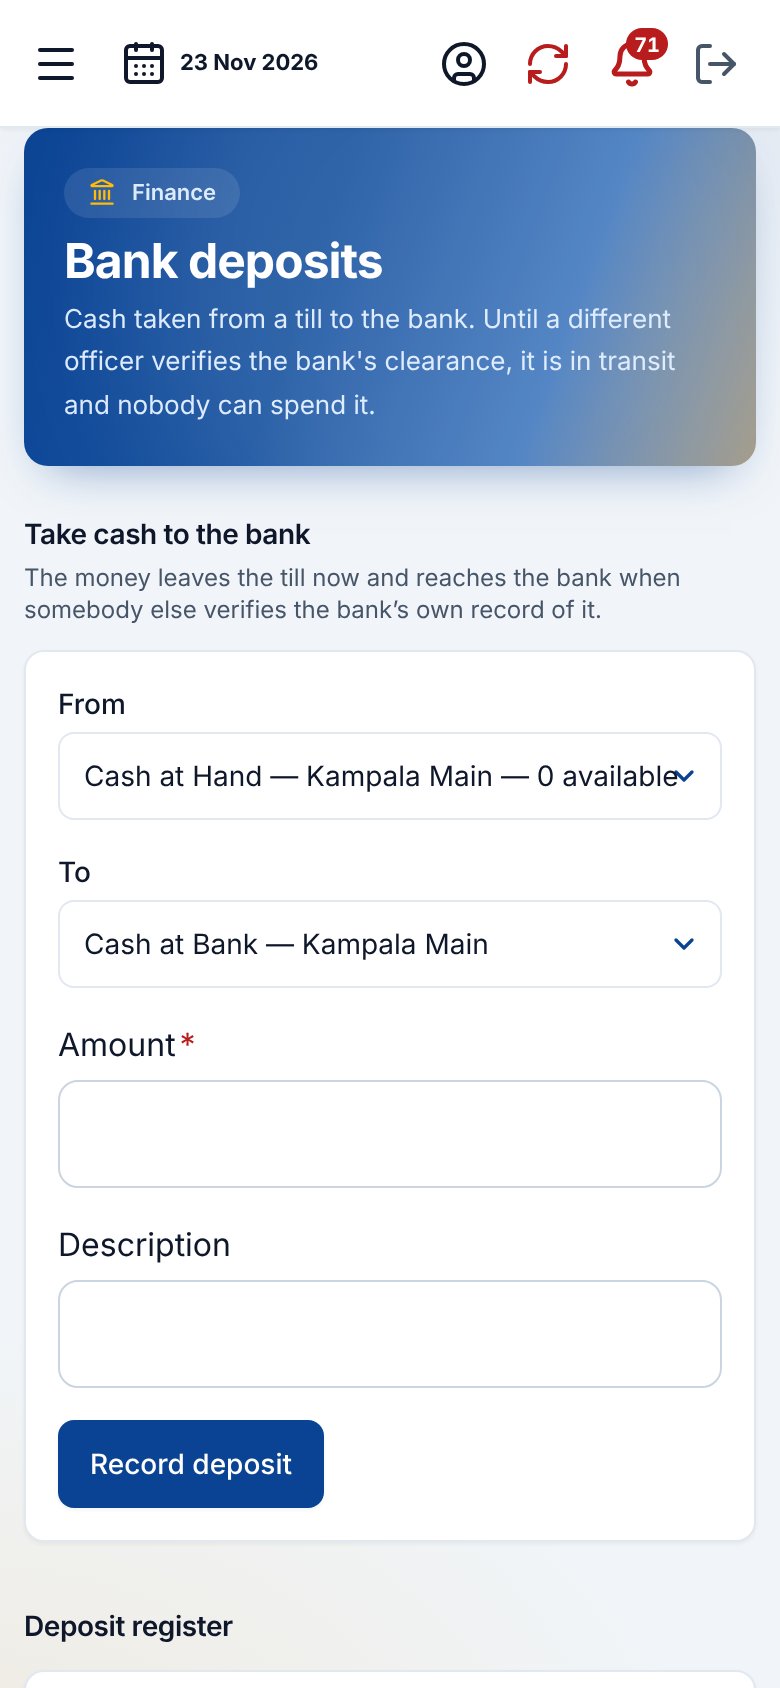 23 Nov 2026
71
Finance
Bank deposits
Cash taken from a till to the bank. Until a different
officer verifies the bank's clearance, it is in transit
and nobody can spend it.
Take cash to the bank
The money leaves the till now and reaches the bank when
somebody else verifies the bank’s own record of it.
From
Cash at Hand — Kampala Main — 0 available
To
Cash at Bank — Kampala Main
Amount*
Description
Record deposit
Deposit register